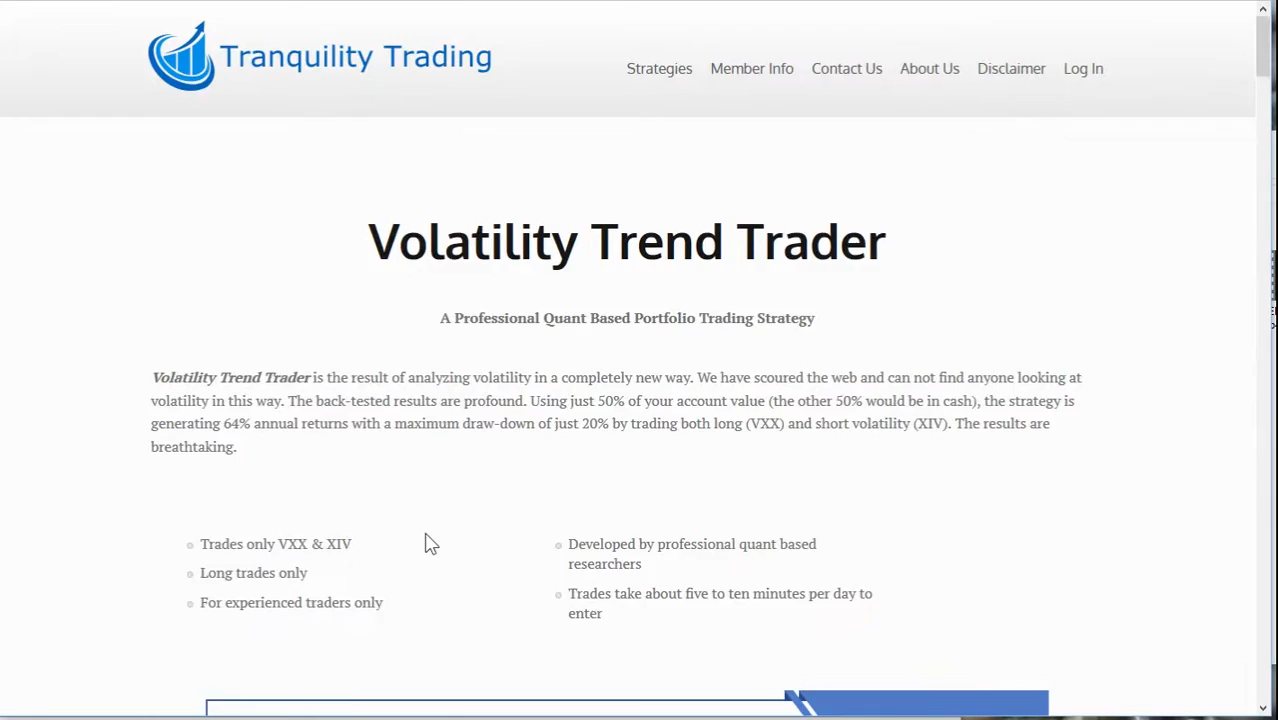 Tranquility Trading
Strategies Member Info Contact Us About Us Disclaimer Log In
Volatility Trend Trader
A Professional Quant Based Portfolio Trading Strategy
Volatility Trend Trader is the result of analyzing volatility in a completely new way. We have scoured the web and can not find anyone looking at
volatility in this way. The back-tested results are profound. Using just 50% of your account value (the other 50% would be in cash), the strategy is
generating 64% annual returns with a maximum draw-down of just 20% by trading both long (VXX) and short volatility (XIV). The results are
breathtaking.
Trades only VXX & XIV
Long trades only
For experienced traders only
Developed by professional quant based
researchers
Trades take about five to ten minutes per day to
enter